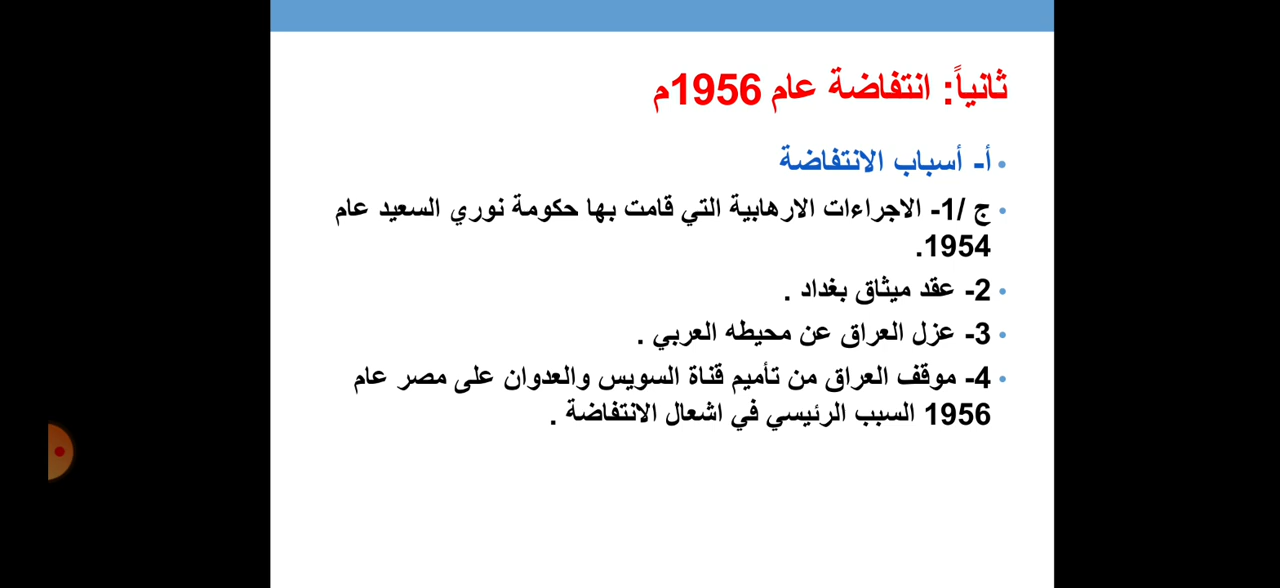 ثانياً: انتفاضة عام 1956م
• أ- أسباب الانتفاضة
• ج /1- الاجراءات الارهابية التي قامت بها حكومة نوري السعيد عام
1954.
• 2- عقد ميثاق بغداد .
• 3- عزل العراق عن محيطه العربي .
• 4- موقف العراق من تأميم قناة السويس والعدوان على مصر عام
1956 السبب الرئيسي في اشعال الانتفاضة .